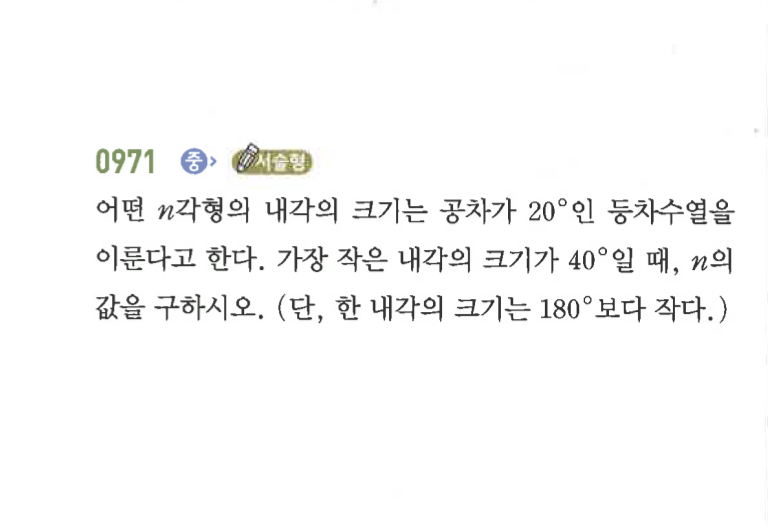 0971 중 서술형
어떤 n각형의 내각의 크기는 공차가 20°인 등차수열을
이룬다고 한다. 가장 작은 내각의 크기가 40°일 때, n의
값을 구하시오. (단, 한 내각의 크기는 180°보다 작다.)